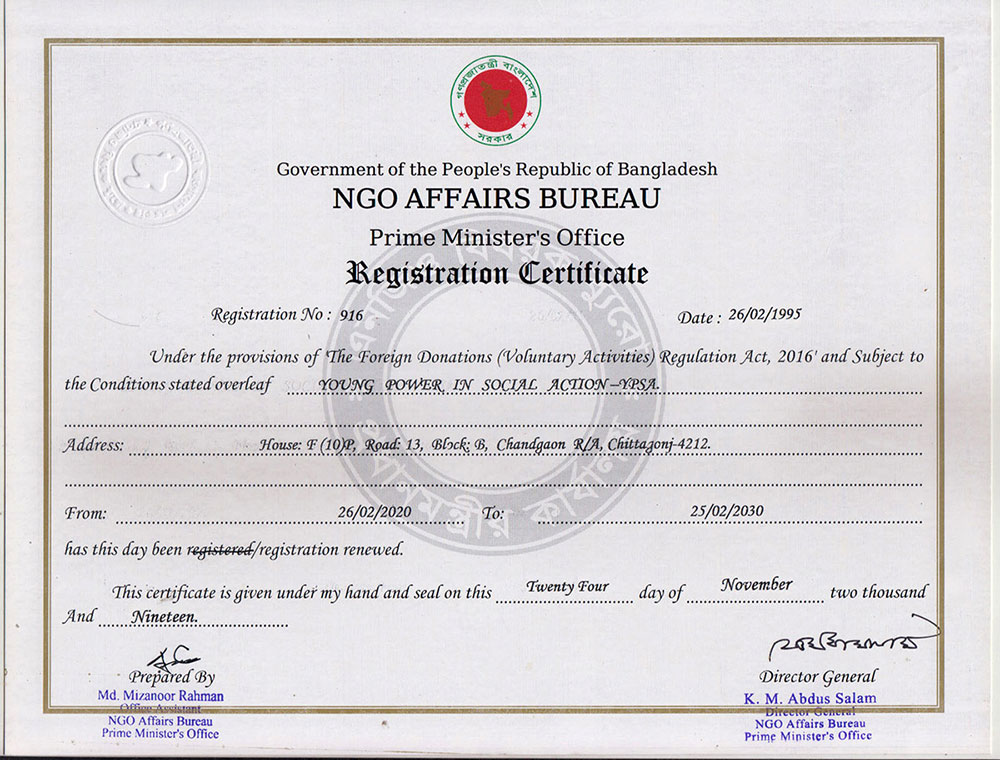 গণপ্রজাতন্ত্রী বাংলাদেশ
সরকার
Government of the People's Republic of Bangladesh
NGO AFFAIRS BUREAU
Prime Minister's Office
Registration Certificate
Registration No : 916
Date : 26/02/1995
Under the provisions of 'The Foreign Donations (Voluntary Activities) Regulation Act, 2016' and Subject to
the Conditions stated overleaf YOUNG POWER IN SOCIAL ACTION–YPSA.
Address: House: F (10)P, Road: 13, Block: B, Chandgaon R/A, Chittagonj-4212.
From: 26/02/2020 To: 25/02/2030
has this day been registered/registration renewed.
This certificate is given under my hand and seal on this Twenty Four day of November two thousand
And Nineteen.
Prepared By
Md. Mizanoor Rahman
Office Assistant
NGO Affairs Bureau
Prime Minister's Office
Director General
K. M. Abdus Salam
Director General
NGO Affairs Bureau
Prime Minister's Office